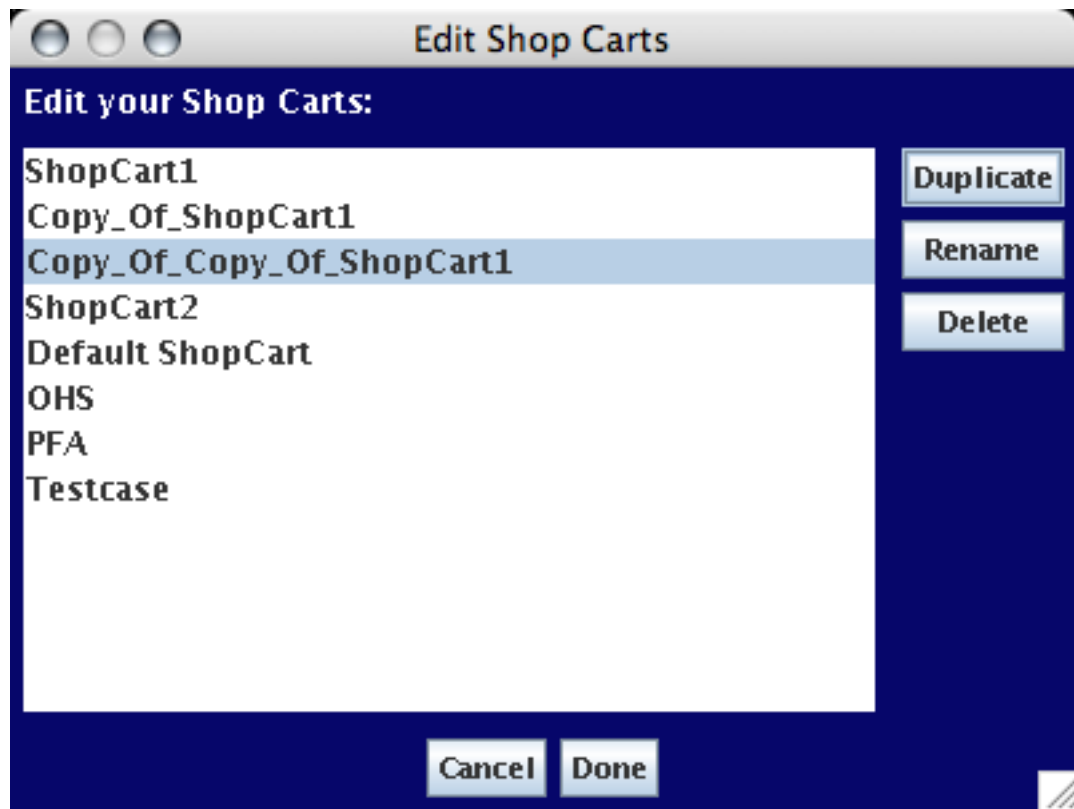 Edit Shop Carts
Edit your Shop Carts:
ShopCart1
Copy_Of_ShopCart1
Copy_Of_Copy_Of_ShopCart1
ShopCart2
Default ShopCart
OHS
PFA
Testcase
Duplicate
Rename
Delete
Cancel Done